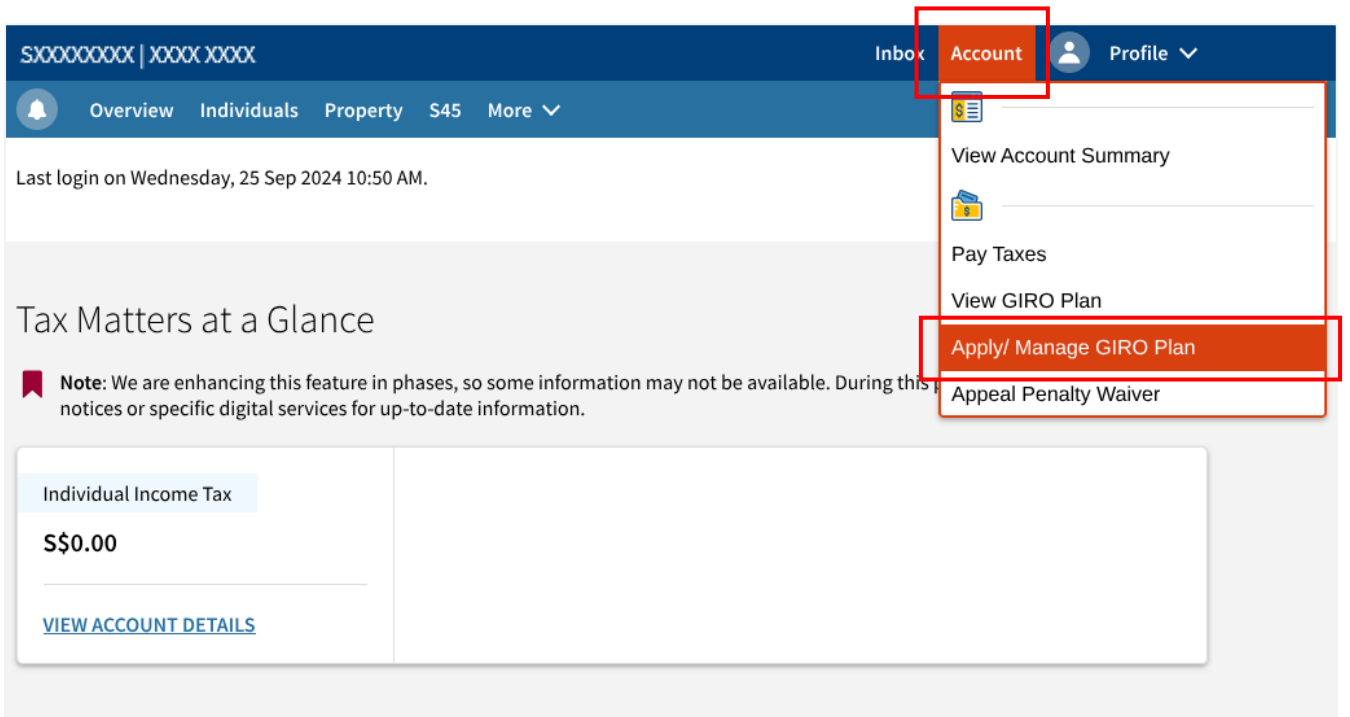 SXXXXXXXX | XXXX XXXX
Inbox Account Profile
Overview Individuals Property S45 More
Last login on Wednesday, 25 Sep 2024 10:50 AM.
View Account Summary
Pay Taxes
View GIRO Plan
Apply/ Manage GIRO Plan
Appeal Penalty Waiver
Tax Matters at a Glance
Note: We are enhancing this feature in phases, so some information may not be available. During this
notices or specific digital services for up-to-date information.
Individual Income Tax
S$0.00
VIEW ACCOUNT DETAILS